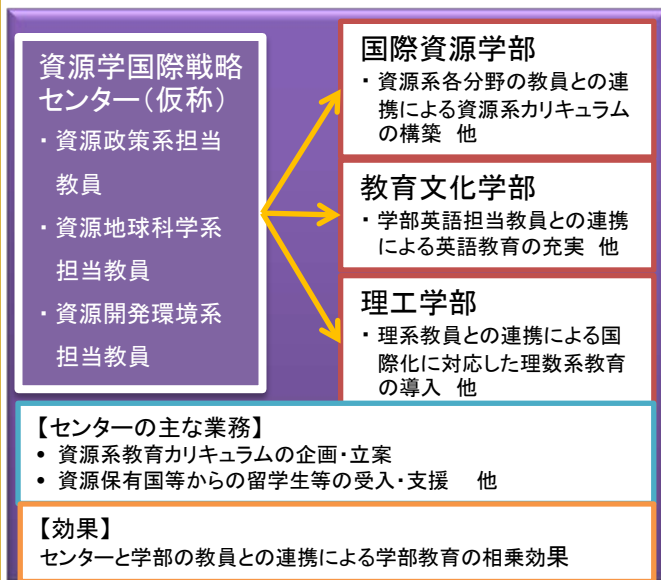 資源学国際戦略
センター(仮称)
・資源政策系担当
教員
・資源地球科学系
担当教員
・資源開発環境系
担当教員
国際資源学部
・資源系各分野の教員との連
携による資源系カリキュラム
の構築 他
教育文化学部
・学部英語担当教員との連携
による英語教育の充実 他
理工学部
・理系教員との連携による国
際化に対応した理数系教育
の導入 他
【センターの主な業務】
• 資源系教育カリキュラムの企画・立案
• 資源保有国等からの留学生等の受入・支援 他
【効果】
センターと学部の教員との連携による学部教育の相乗効果